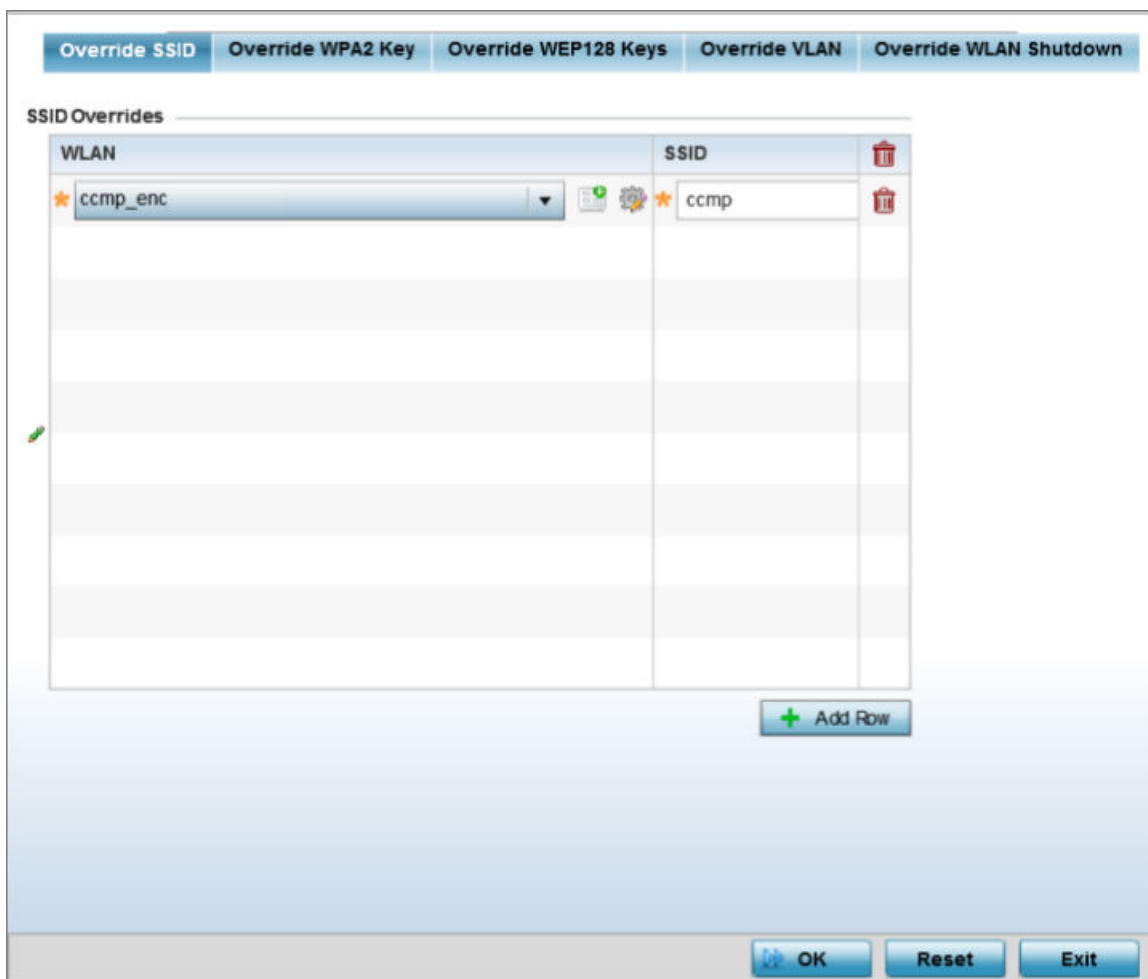 Override SSID Override WPA2 Key Override WEP128 Keys Override VLAN Override WLAN Shutdown
SSID Overrides
WLAN SSID
ccmp_enc ccmp
Add Row
OK Reset Exit